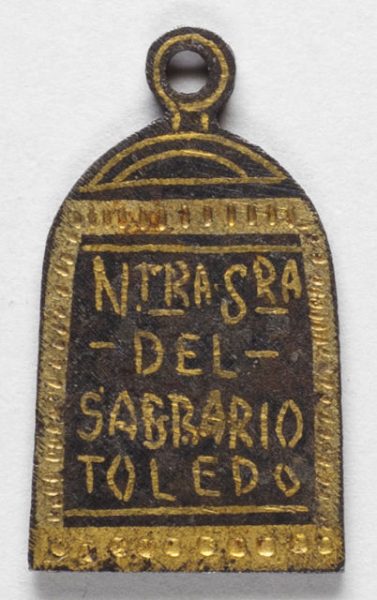 NTRA·SRA
-DEL-
SAGRARIO
TOLEDO